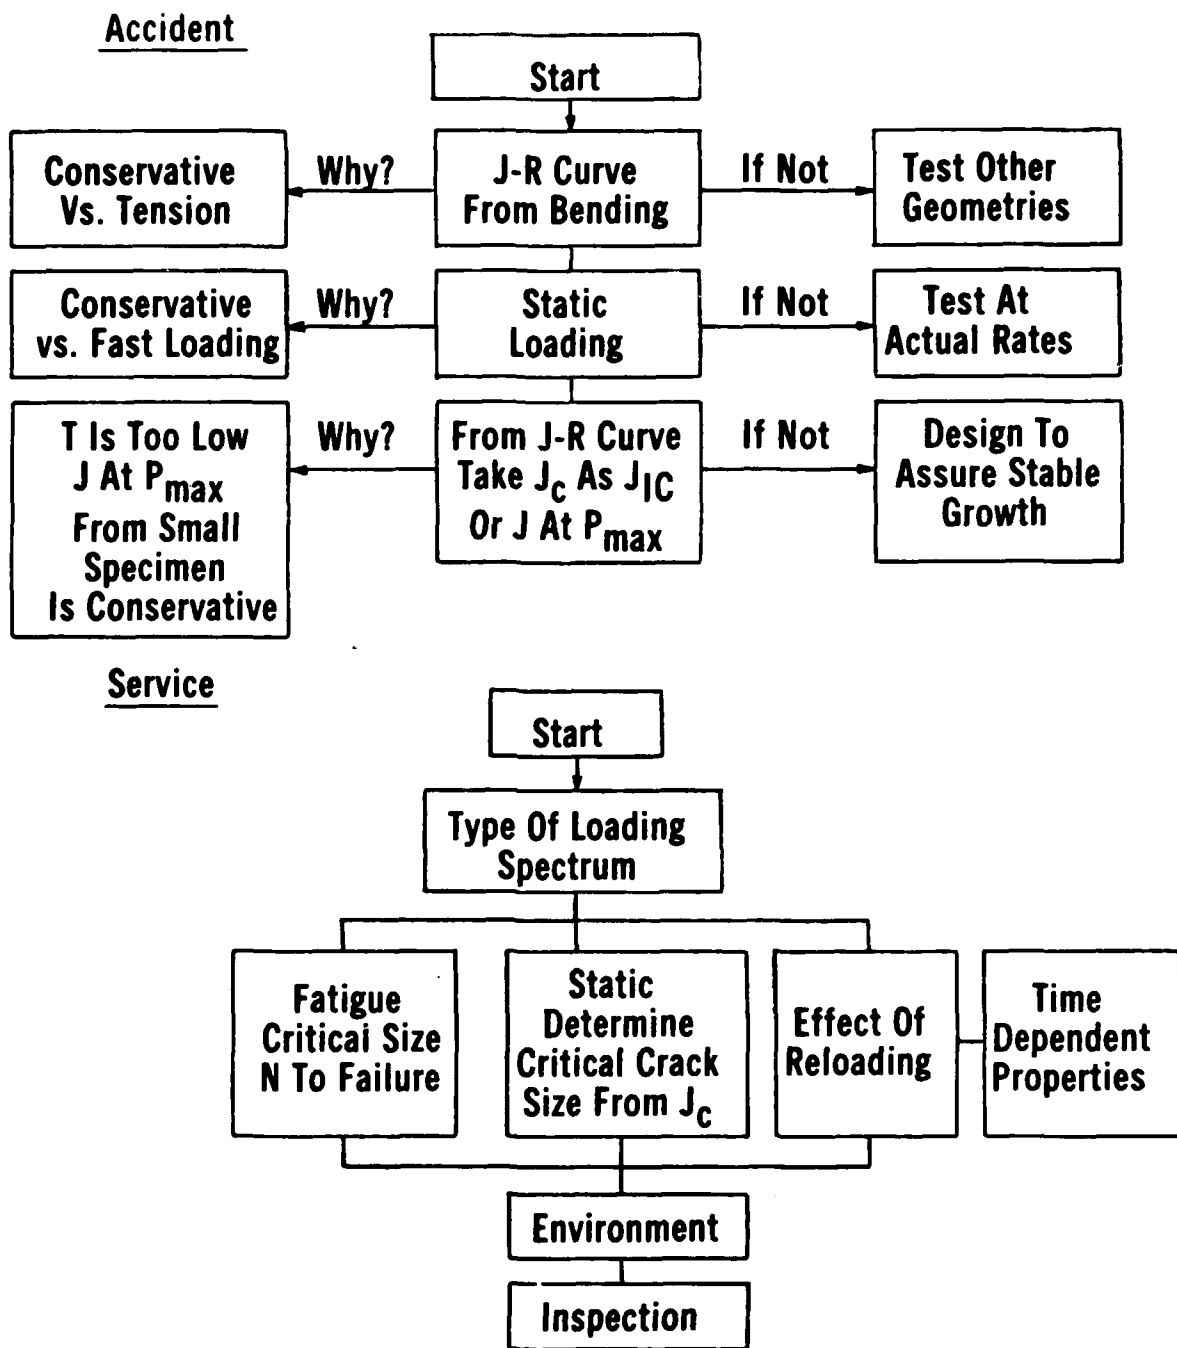 Accident
Start
Conservative
Vs. Tension
Why?
J-R Curve
From Bending
If Not
Test Other
Geometries
Conservative
vs. Fast Loading
Why?
Static
Loading
If Not
Test At
Actual Rates
T Is Too Low
J At Pmax
From Small
Specimen
Is Conservative
Why?
From J-R Curve
Take Jc As JIC
Or J At Pmax
If Not
Design To
Assure Stable
Growth
Service
Start
Type Of Loading
Spectrum
Fatigue
Critical Size
N To Failure
Static
Determine
Critical Crack
Size From Jc
Effect Of
Reloading
Time
Dependent
Properties
Environment
Inspection